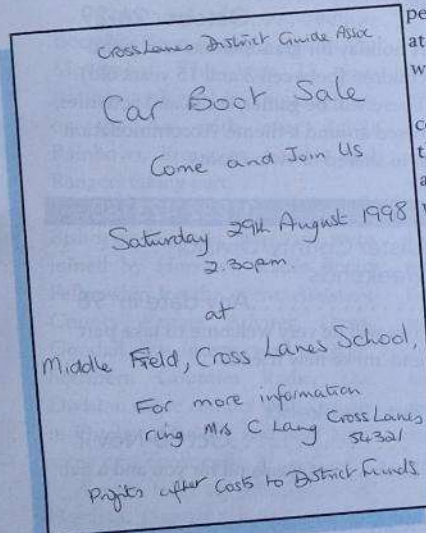 Cross Lanes District Guide Assoc
Car Boot Sale
Come and Join Us
Saturday 29th August 1998
2.30pm.
at
Middle Field, Cross Lanes School,
For more information
ring Mrs C Lang Cross Lanes
54321
Profits after Costs to District Funds.